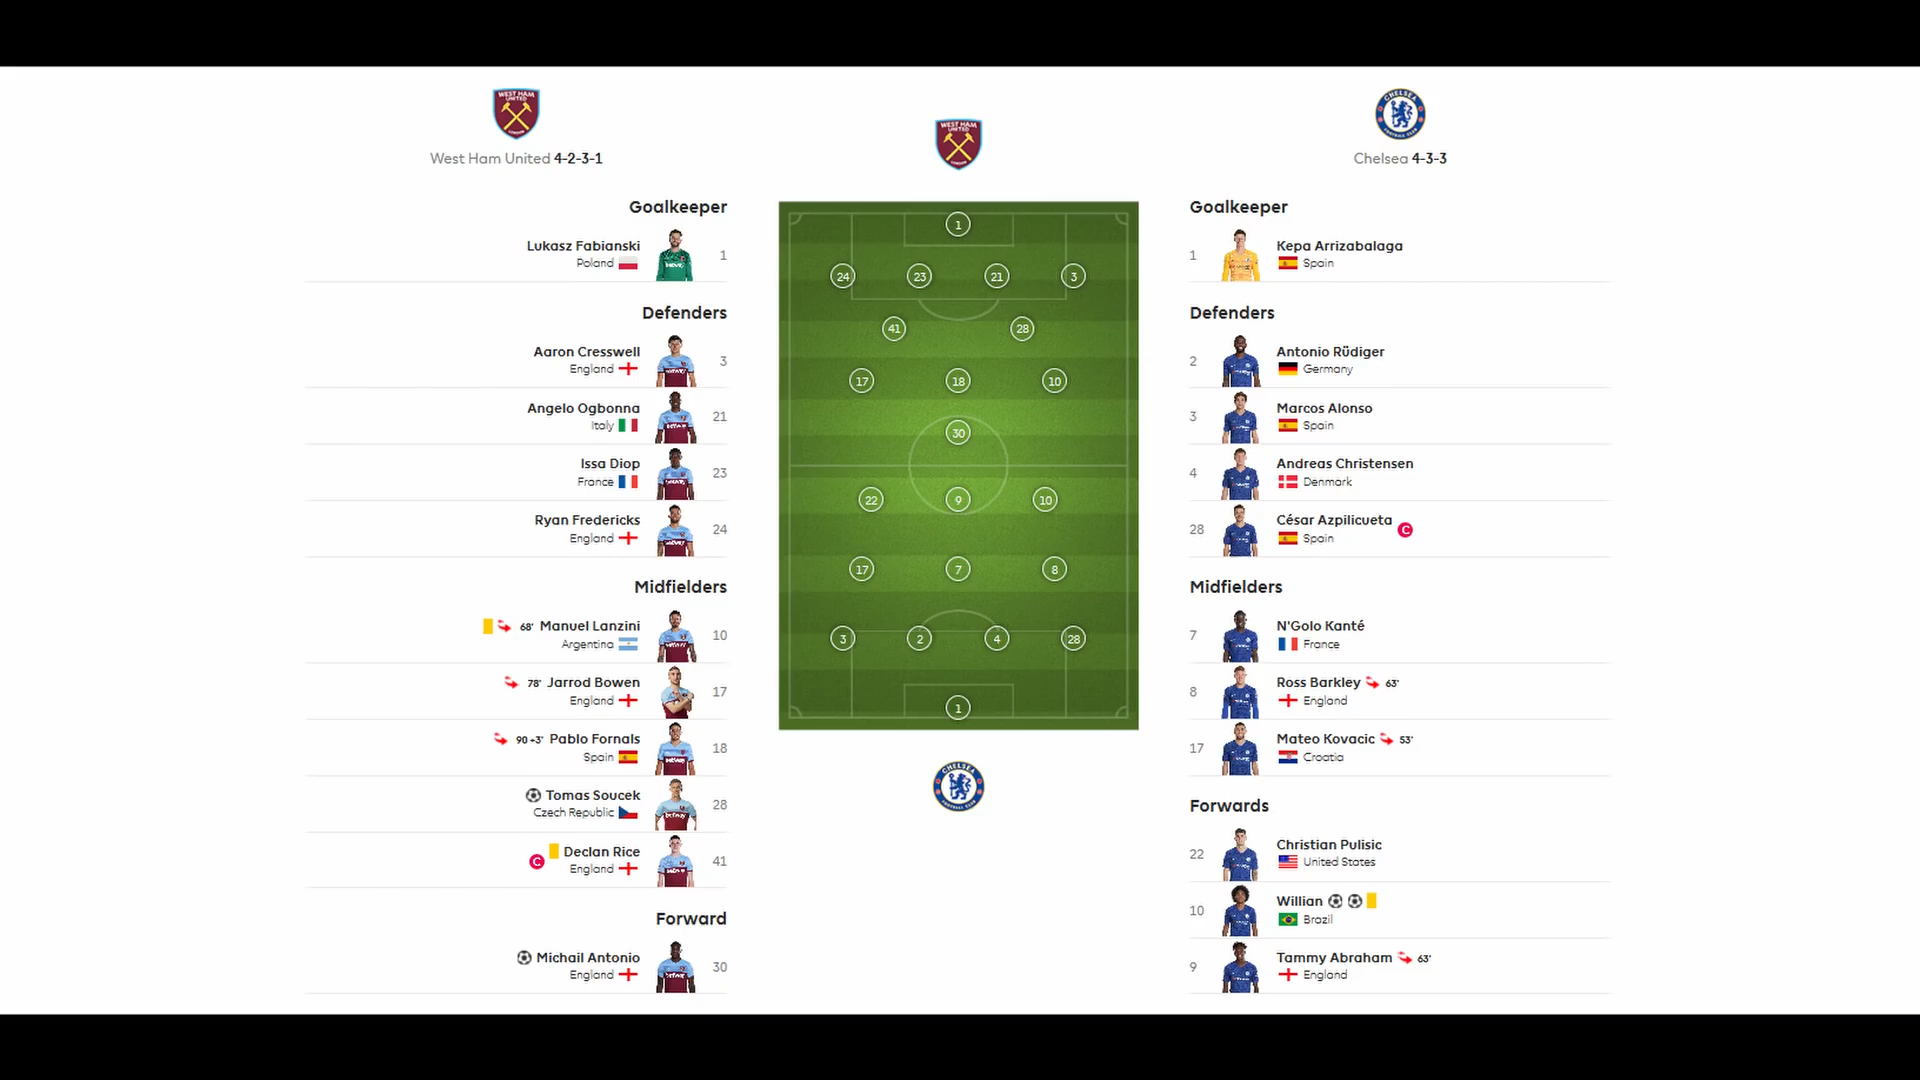 West Ham United 4-2-3-1
Goalkeeper
Lukasz Fabianski
Poland
1
Defenders
Aaron Cresswell
England
3
Angelo Ogbonna
Italy
21
Issa Diop
France
23
Ryan Fredericks
England
24
Midfielders
68' Manuel Lanzini
Argentina
10
78' Jarrod Bowen
England
17
90+3' Pablo Fornals
Spain
18
Tomas Soucek
Czech Republic
28
C Declan Rice
England
41
Forward
Michail Antonio
England
30
WEST HAM
UNITED
LONDON
1
24 23 21 3
41 28
17 18 10
30
22 9 10
17 7 8
3 2 4 28
1
CHELSEA
FOOTBALL CLUB
Chelsea 4-3-3
Goalkeeper
1
Kepa Arrizabalaga
Spain
Defenders
2
Antonio Rüdiger
Germany
3
Marcos Alonso
Spain
4
Andreas Christensen
Denmark
28
César Azpilicueta C
Spain
Midfielders
7
N'Golo Kanté
France
8
Ross Barkley 63'
England
17
Mateo Kovacic 53'
Croatia
Forwards
22
Christian Pulisic
United States
10
Willian
Brazil
9
Tammy Abraham 63'
England